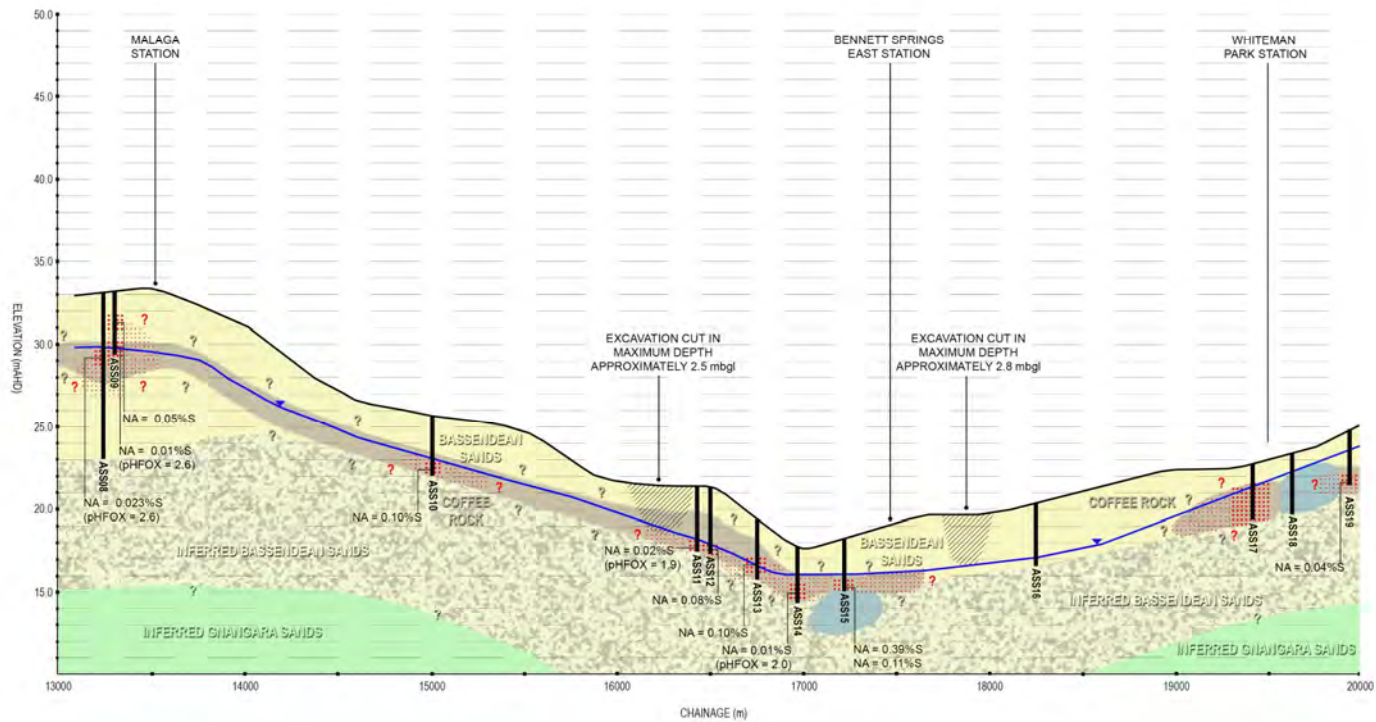 50.0
45.0
40.0
35.0
30.0
25.0
20.0
15.0
ELEVATION (mAHD)
MALAGA
STATION
BENNETT SPRINGS
EAST STATION
WHITEMAN
PARK STATION
EXCAVATION CUT IN
MAXIMUM DEPTH
APPROXIMATELY 2.5 mbgl
EXCAVATION CUT IN
MAXIMUM DEPTH
APPROXIMATELY 2.8 mbgl
ASS08
ASS09
NA = 0.05%S
NA = 0.01%S
(pHFOX = 2.6)
NA = 0.023%S
(pHFOX = 2.6)
ASS10
NA = 0.10%S
BASSENDEAN
SANDS
COFFEE
ROCK
INFERRED BASSENDEAN SANDS
INFERRED GNANGARA SANDS
ASS11
ASS12
NA = 0.02%S
(pHFOX = 1.9)
NA = 0.08%S
ASS13
NA = 0.10%S
ASS14
NA = 0.01%S
(pHFOX = 2.0)
ASS15
NA = 0.39%S
NA = 0.11%S
BASSENDEAN
SANDS
ASS16
COFFEE ROCK
ASS17
ASS18
ASS19
NA = 0.04%S
INFERRED BASSENDEAN SANDS
INFERRED GNANGARA SANDS
?
13000
14000
15000
16000
17000
18000
19000
20000
CHAINAGE (m)